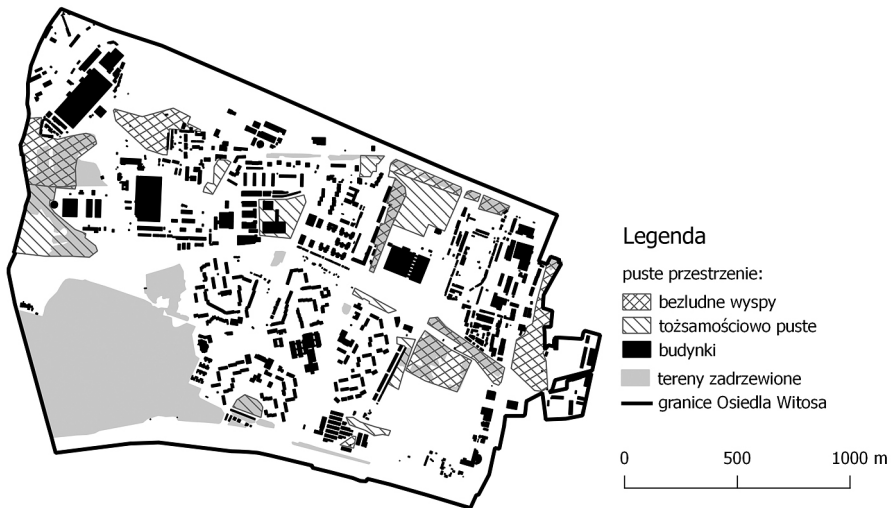 Legenda
puste przestrzenie:
bezludne wyspy
tożsamościowo puste
budynki
tereny zadrzewione
granice Osiedla Witosa
0 500 1000 m